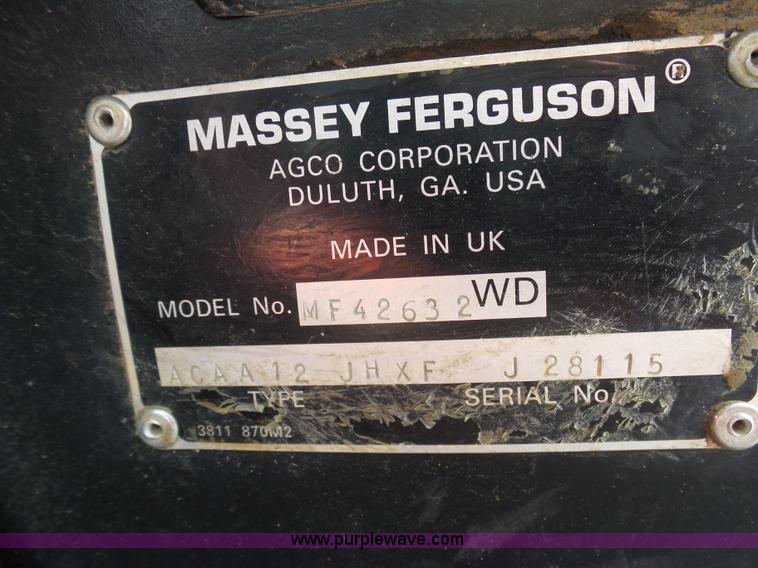 MASSEY FERGUSON®
AGCO CORPORATION
DULUTH, GA. USA
MADE IN UK
MODEL No. MF4263 2WD
ACAA12 JHXF J28115
TYPE SERIAL No.
3811 870M2
www.purplewave.com